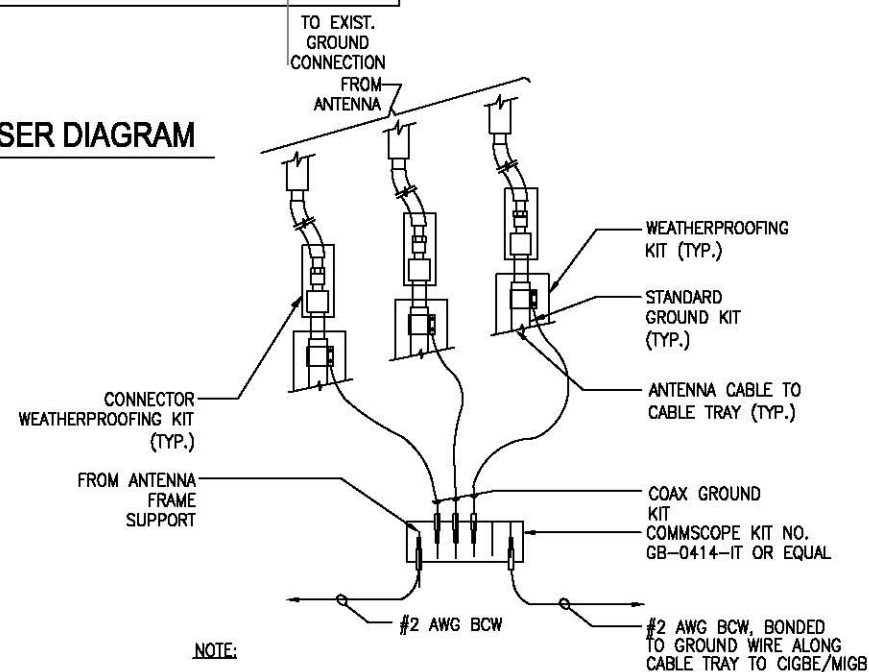 TO EXIST.
GROUND
CONNECTION
FROM
ANTENNA
SER DIAGRAM
WEATHERPROOFING
KIT (TYP.)
STANDARD
GROUND KIT
(TYP.)
ANTENNA CABLE TO
CABLE TRAY (TYP.)
CONNECTOR
WEATHERPROOFING KIT
(TYP.)
FROM ANTENNA
FRAME
SUPPORT
COAX GROUND
KIT
COMMSCOPE KIT NO.
GB-0414-IT OR EQUAL
#2 AWG BCW
#2 AWG BCW, BONDED
TO GROUND WIRE ALONG
CABLE TRAY TO CIGBE/MIGB
NOTE: